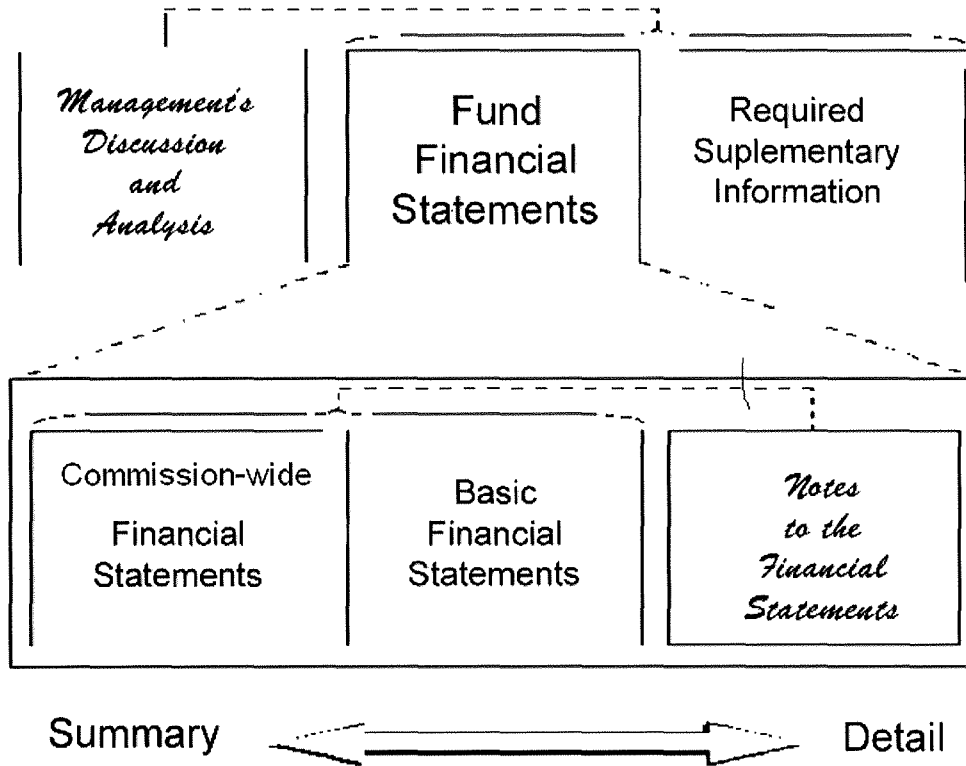 Management's
Discussion
and
Analysis
Fund
Financial
Statements
Required
Suplementary
Information
Commission-wide
Financial
Statements
Basic
Financial
Statements
Notes
to the
Financial
Statements
Summary
Detail